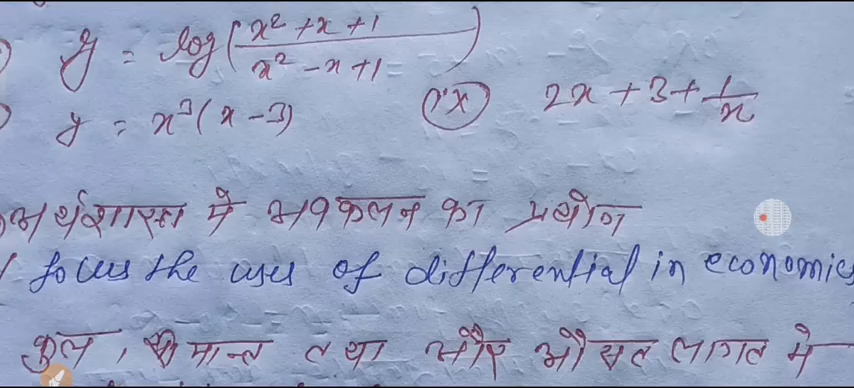 y = log(x² + x + 1 / x² - x + 1)
y = x³(x - 3) (ix) 2x + 3 + 1/x
अर्थशास्त्र मे अवकलन का प्रयोग
focus the uses of differential in economics
कुल, सीमान्त तथा और औसत लागत मे